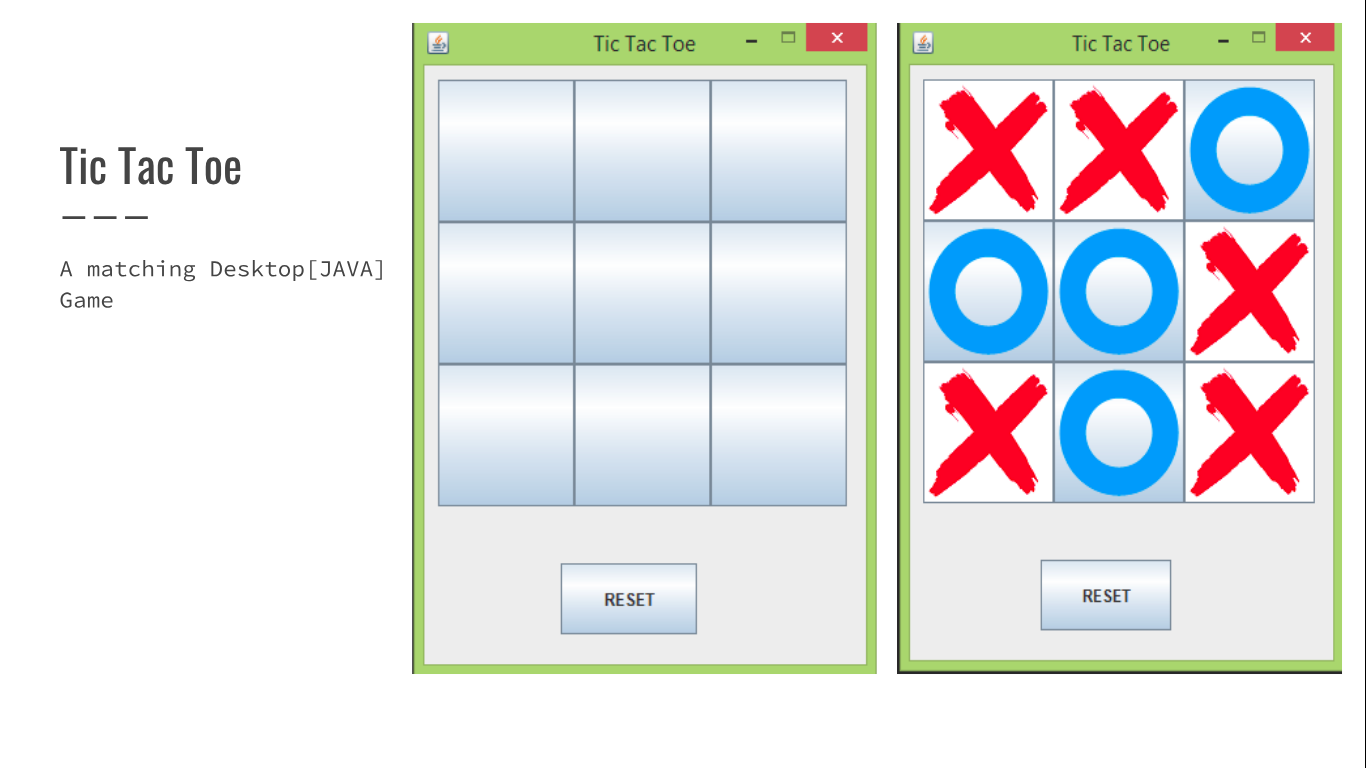 Tic Tac Toe
A matching Desktop[JAVA]
Game
Tic Tac Toe
RESET
Tic Tac Toe
RESET